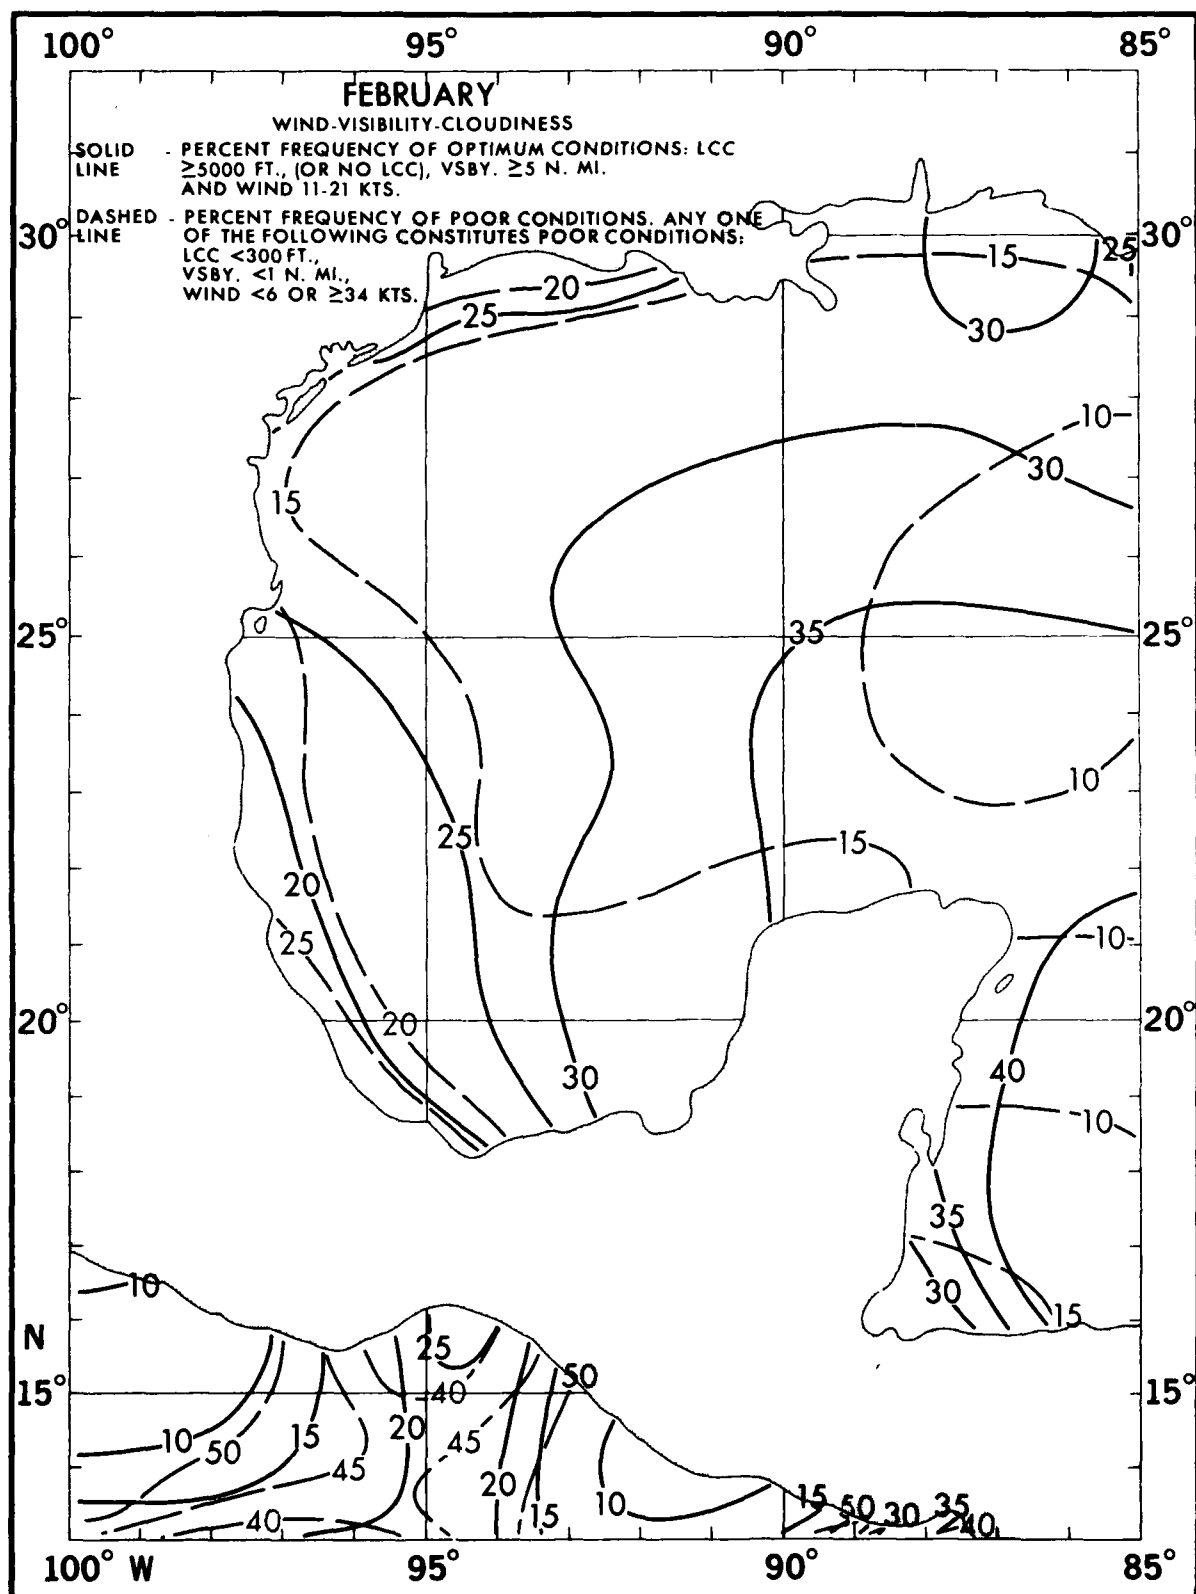 100° 95° 90° 85°
FEBRUARY
WIND-VISIBILITY-CLOUDINESS
SOLID - PERCENT FREQUENCY OF OPTIMUM CONDITIONS: LCC
LINE ≥5000 FT., (OR NO LCC), VSBY. ≥5 N. MI.
AND WIND 11-21 KTS.
DASHED - PERCENT FREQUENCY OF POOR CONDITIONS. ANY ONE
LINE OF THE FOLLOWING CONSTITUTES POOR CONDITIONS:
LCC <300 FT.,
VSBY. <1 N. MI.,
WIND <6 OR ≥34 KTS.
30° 30°
15 25
20
25
30
10
30
15
25° 35 25°
10
25 15
20
25 10
20° 20 20°
30 40
10
35
10 30 15
N
25
15° 40 50 15°
10 50 15 20 45
45 20 10
40 15 15 50 30 35 40
100° W 95° 90° 85°